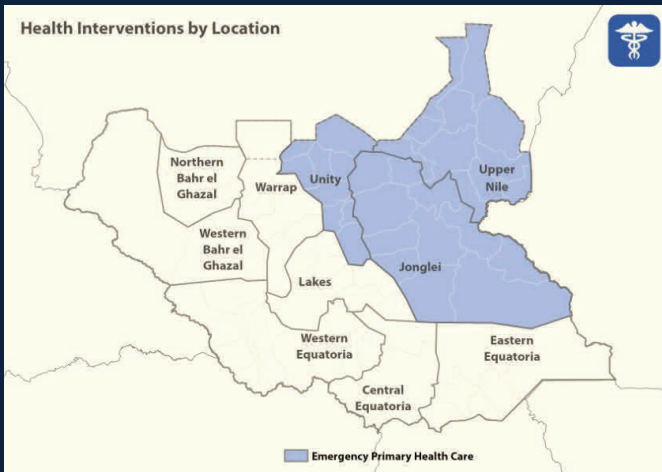 Health Interventions by Location
Northern
Bahr el
Ghazal
Warrap
Unity
Upper
Nile
Western
Bahr el
Ghazal
Jonglei
Lakes
Western
Equatoria
Eastern
Equatoria
Central
Equatoria
Emergency Primary Health Care